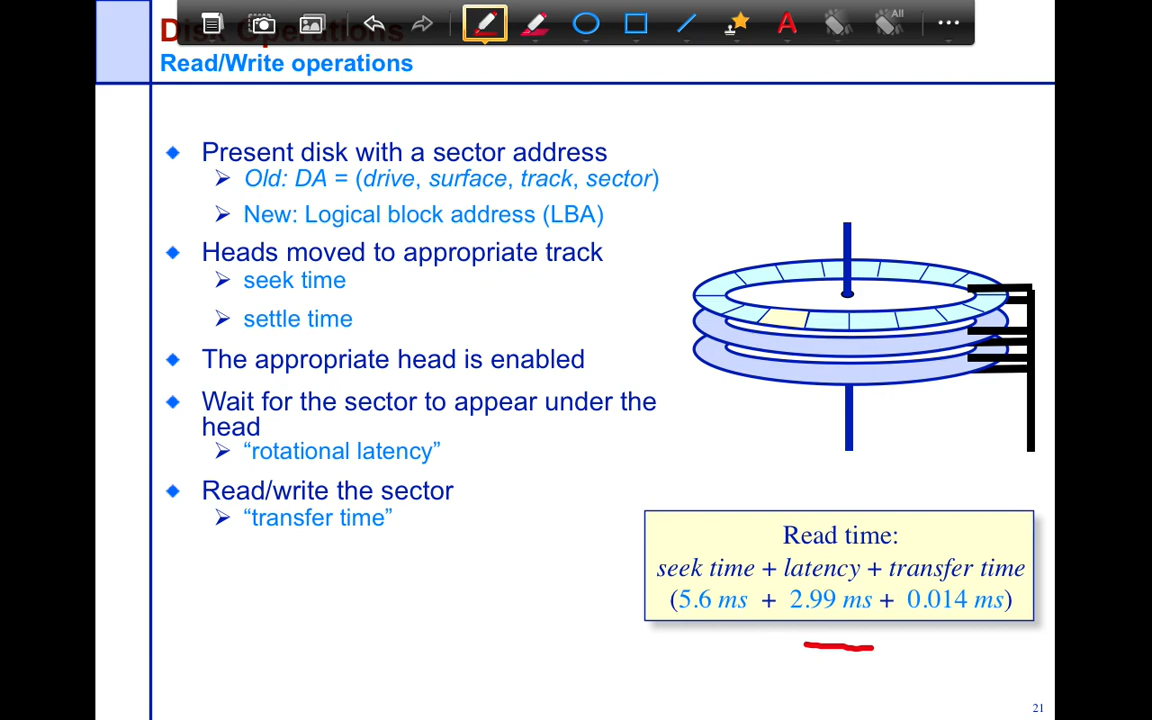 A
All
Disk Operations
Read/Write operations
Present disk with a sector address
Old: DA = (drive, surface, track, sector)
New: Logical block address (LBA)
Heads moved to appropriate track
seek time
settle time
The appropriate head is enabled
Wait for the sector to appear under the
head
“rotational latency”
Read/write the sector
“transfer time”
Read time:
seek time + latency + transfer time
(5.6 ms + 2.99 ms + 0.014 ms)
21